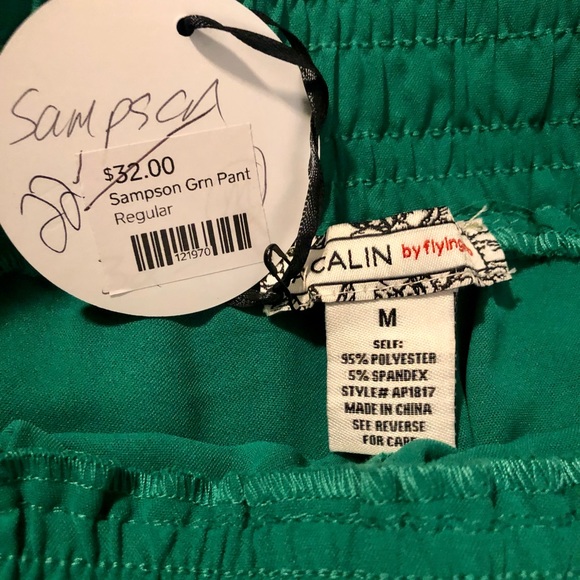 Sampson
$32.00
Sampson Grn Pant
Regular
121970
CALIN by flying
M
SELF:
95% POLYESTER
5% SPANDEX
STYLE# AP1817
MADE IN CHINA
SEE REVERSE
FOR CARE